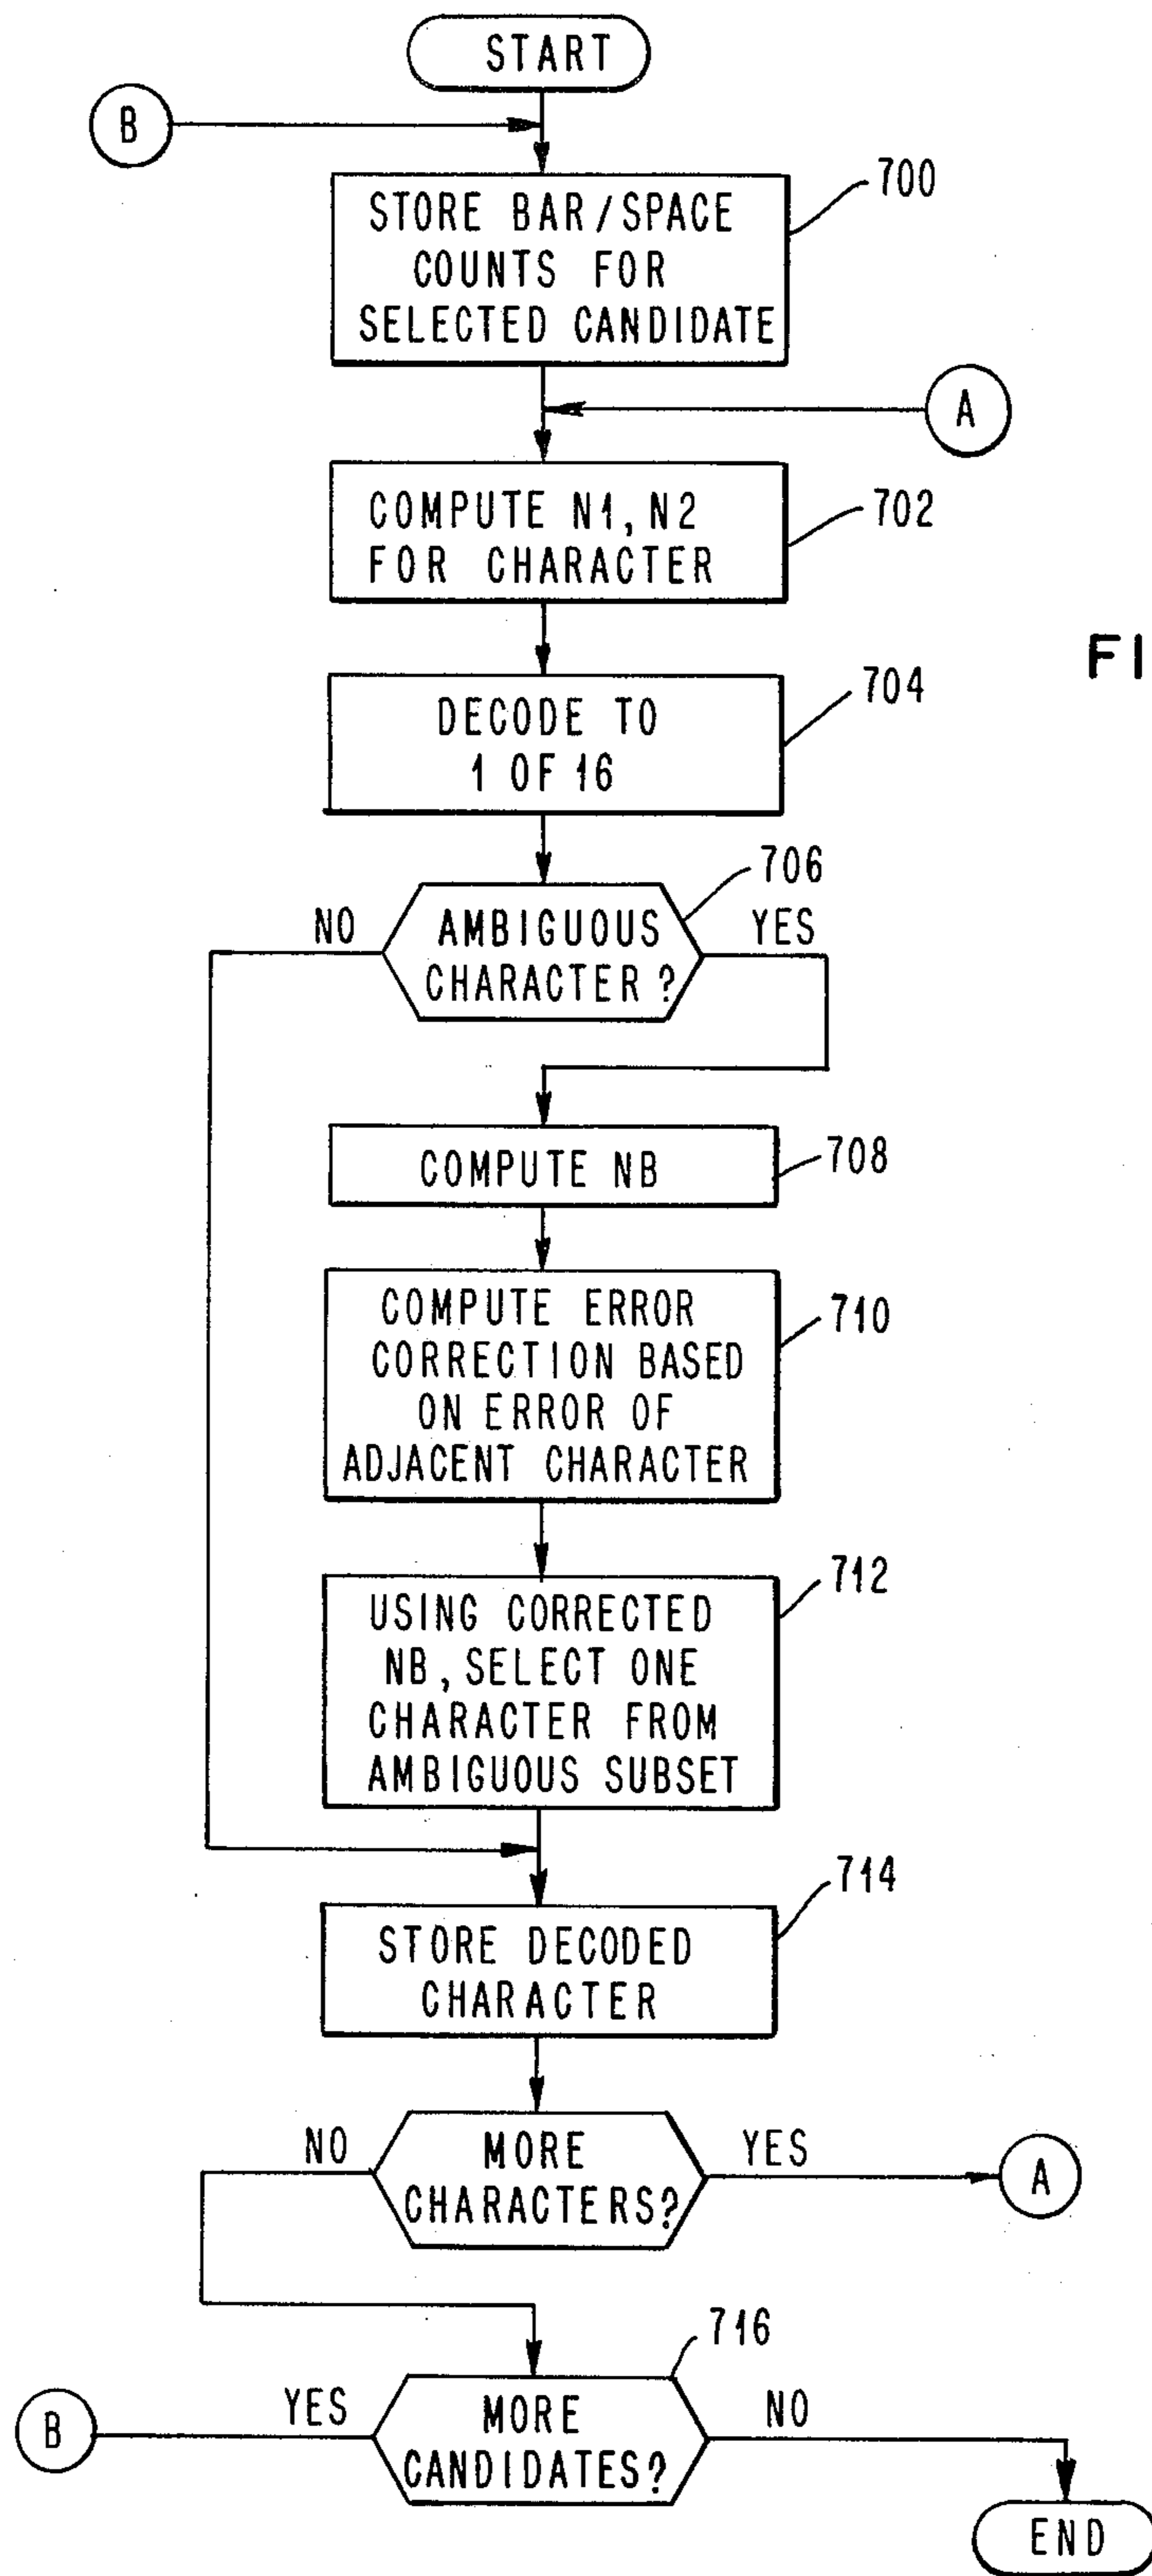 START
B
700
STORE BAR/SPACE
COUNTS FOR
SELECTED CANDIDATE
A
702
COMPUTE N1, N2
FOR CHARACTER
FI
704
DECODE TO
1 OF 16
706
NO
AMBIGUOUS
CHARACTER?
YES
708
COMPUTE NB
710
COMPUTE ERROR
CORRECTION BASED
ON ERROR OF
ADJACENT CHARACTER
712
USING CORRECTED
NB, SELECT ONE
CHARACTER FROM
AMBIGUOUS SUBSET
714
STORE DECODED
CHARACTER
NO
MORE
CHARACTERS?
YES
A
716
B
YES
MORE
CANDIDATES?
NO
END